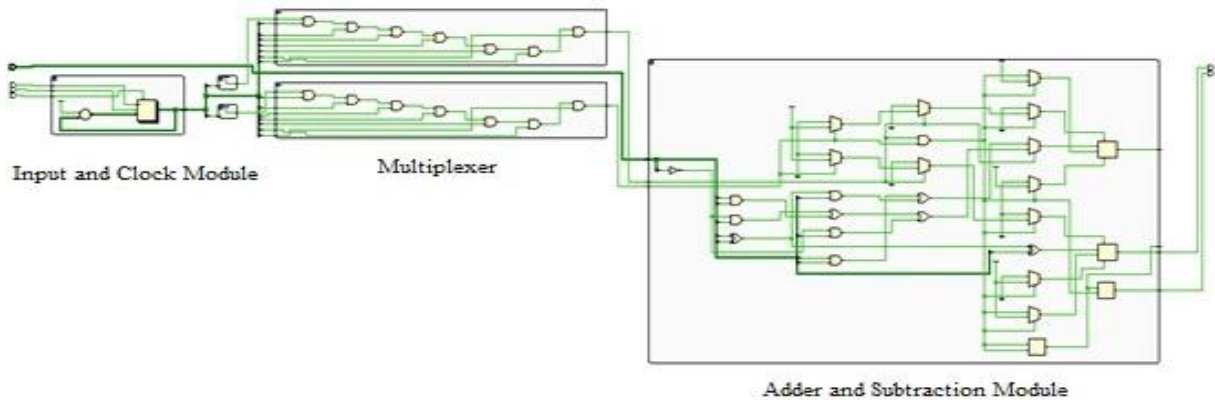 Input and Clock Module
Multiplexer
Adder and Subtraction Module